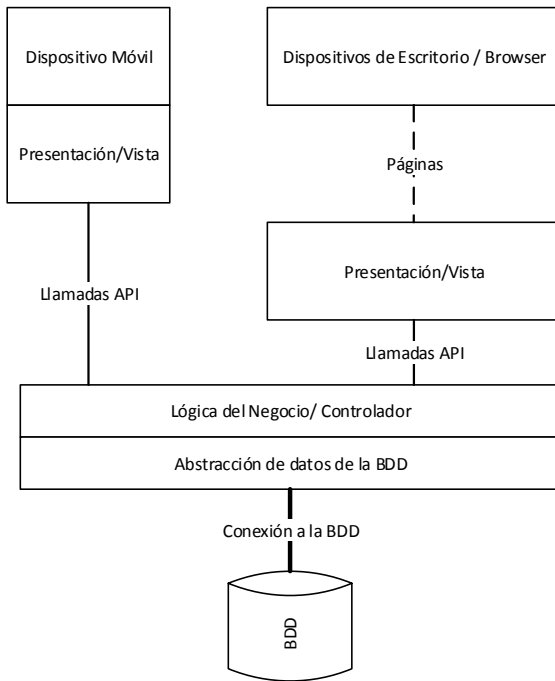 Dispositivo Móvil
Dispositivos de Escritorio / Browser
Presentación/Vista
Páginas
Presentación/Vista
Llamadas API
Llamadas API
Lógica del Negocio/ Controlador
Abstracción de datos de la BDD
Conexión a la BDD
BDD